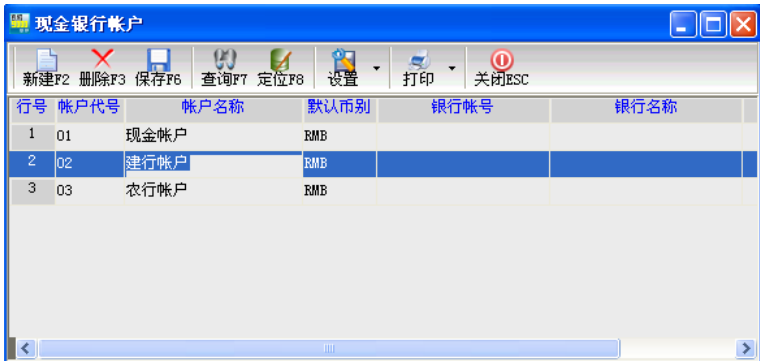 现金银行帐户
新建F2 删除F3 保存F6 查询F7 定位F8 设置 打印 关闭ESC
行号 帐户代号 帐户名称 默认币别 银行帐号 银行名称
1 01 现金帐户 RMB
2 02 建行帐户 RMB
3 03 农行帐户 RMB